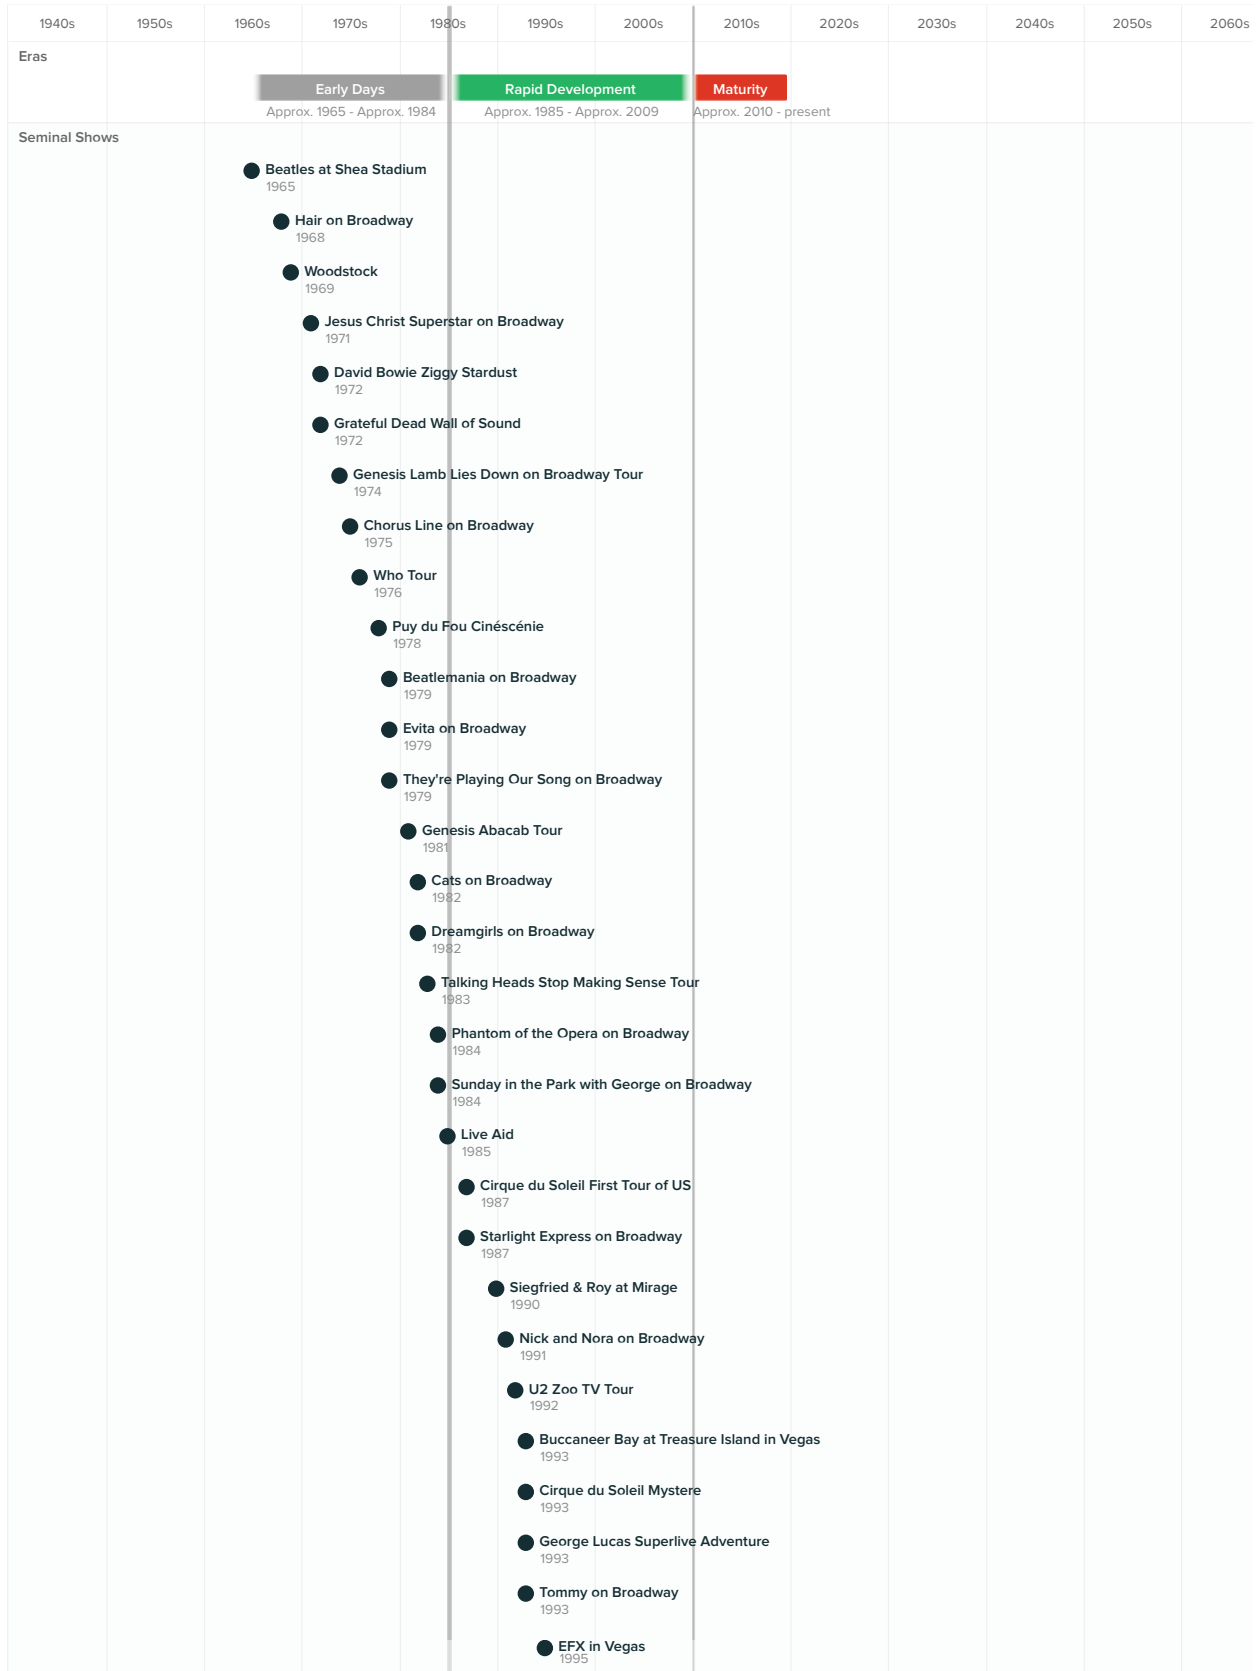 1940s 1950s 1960s 1970s 1980s 1990s 2000s 2010s 2020s 2030s 2040s 2050s 2060s
Eras
Early Days Rapid Development Maturity
Approx. 1965 - Approx. 1984 Approx. 1985 - Approx. 2009 Approx. 2010 - present
Seminal Shows
Beatles at Shea Stadium
1965
Hair on Broadway
1968
Woodstock
1969
Jesus Christ Superstar on Broadway
1971
David Bowie Ziggy Stardust
1972
Grateful Dead Wall of Sound
1972
Genesis Lamb Lies Down on Broadway Tour
1974
Chorus Line on Broadway
1975
Who Tour
1976
Puy du Fou Cinéscénie
1978
Beatlemania on Broadway
1979
Evita on Broadway
1979
They're Playing Our Song on Broadway
1979
Genesis Abacab Tour
1981
Cats on Broadway
1982
Dreamgirls on Broadway
1982
Talking Heads Stop Making Sense Tour
1983
Phantom of the Opera on Broadway
1984
Sunday in the Park with George on Broadway
1984
Live Aid
1985
Cirque du Soleil First Tour of US
1987
Starlight Express on Broadway
1987
Siegfried & Roy at Mirage
1990
Nick and Nora on Broadway
1991
U2 Zoo TV Tour
1992
Buccaneer Bay at Treasure Island in Vegas
1993
Cirque du Soleil Mystere
1993
George Lucas Superlive Adventure
1993
Tommy on Broadway
1993
EFX in Vegas
1995